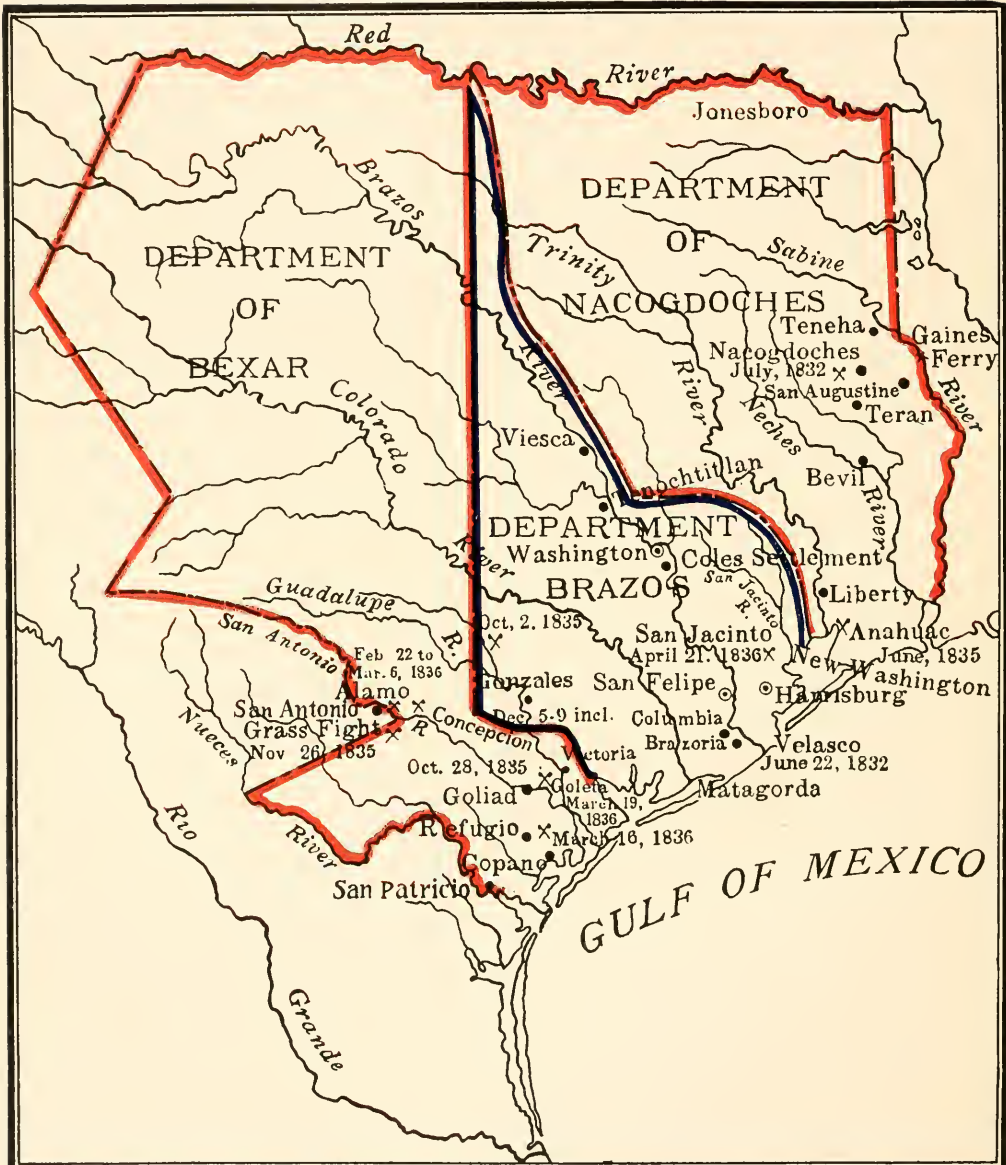 Red
River
Jonesboro
Brazos
DEPARTMENT
OF
BEXAR
DEPARTMENT
OF
NACOGDOCHES
Trinity
River
Sabine
Teneha
Gaines
Ferry
Nacogdoches
July, 1832
San Augustine
Teran
River
Neches
River
Bevil
Colorado
River
River
Viesca
Tenochtitlan
DEPARTMENT
BRAZOS
Washington
Coles Settlement
San Jacinto
R.
Liberty
Guadalupe
R.
Oct, 2. 1835
San Jacinto
April 21. 1836
Anahuac
June, 1835
New Washington
San Antonio
R
Feb 22 to
Mar. 6, 1836
Alamo
San Antonio
Grass Fight
Nov 26, 1835
Gonzales
San Felipe
Harrisburg
Dec. 5-9 incl.
Concepcion
Columbia
Brazoria
Velasco
June 22, 1832
Victoria
Matagorda
Nueces
River
Oct. 28, 1835
Goliad
Goleta
March 19,
1836
Refugio
March 16, 1836
Copano
San Patricio
Rio
Grande
GULF OF MEXICO